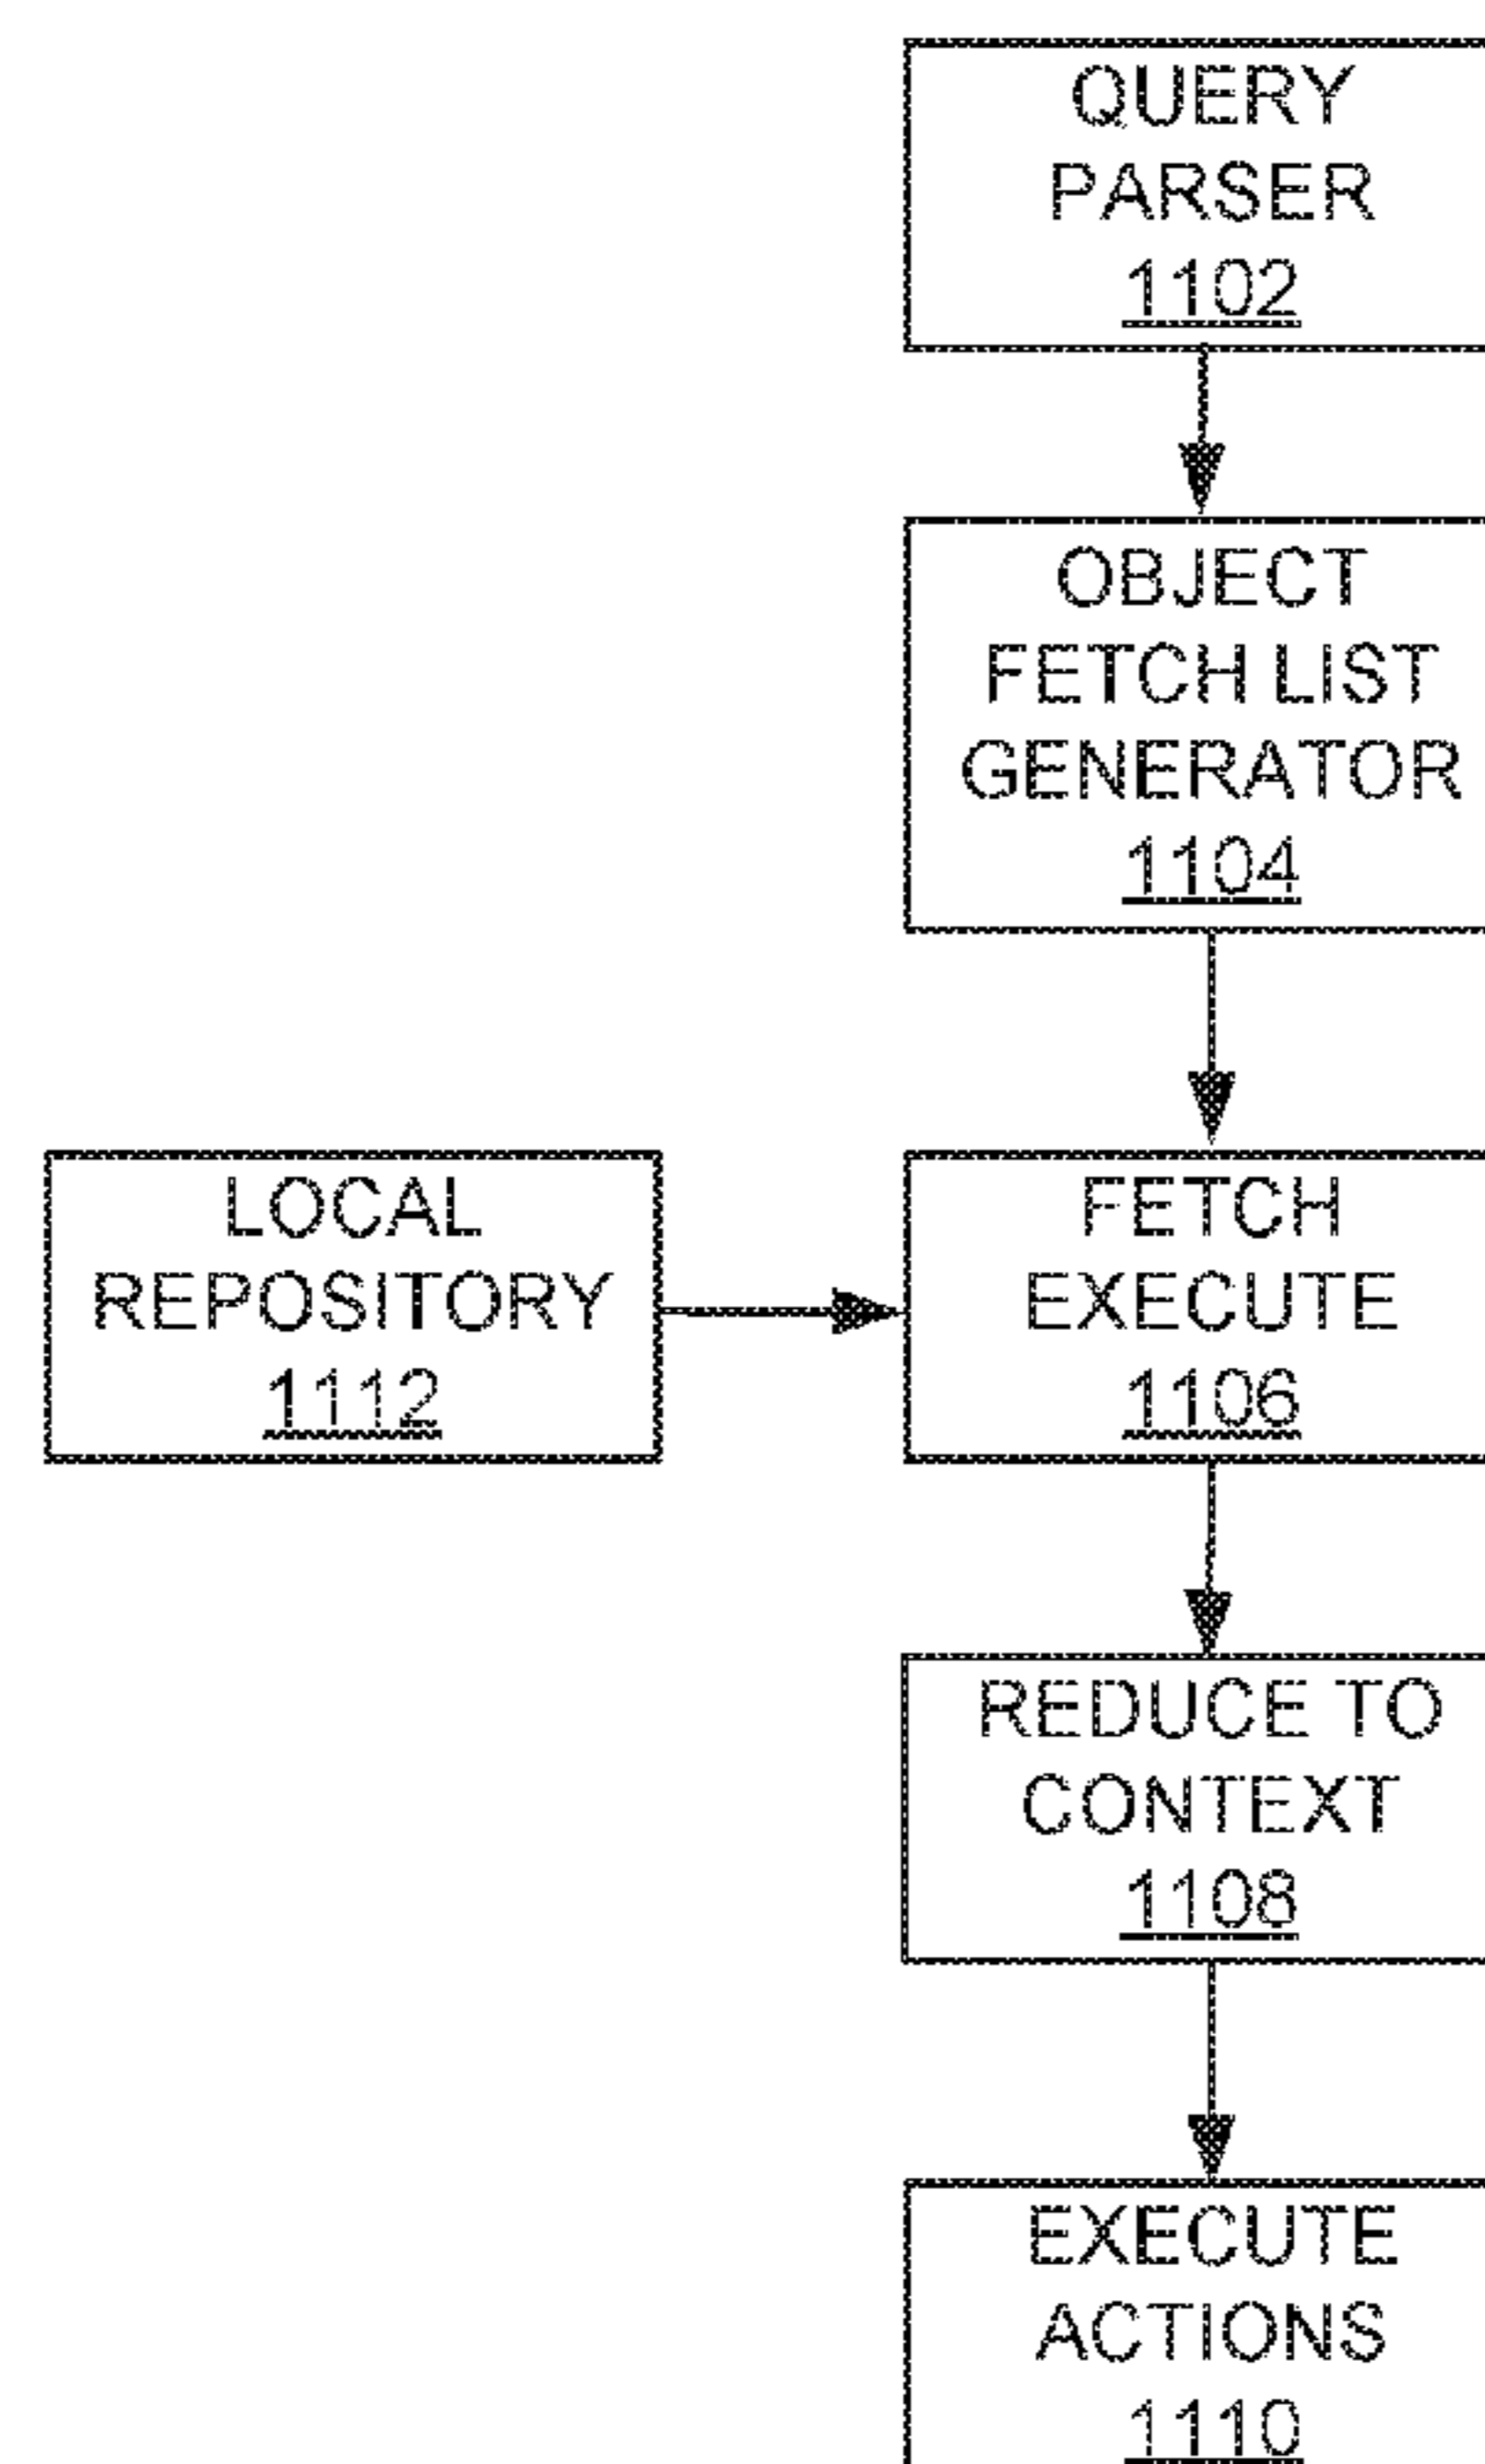 QUERY
PARSER
1102
OBJECT
FETCH LIST
GENERATOR
1104
LOCAL
REPOSITORY
1112
FETCH
EXECUTE
1106
REDUCE TO
CONTEXT
1108
EXECUTE
ACTIONS
1110